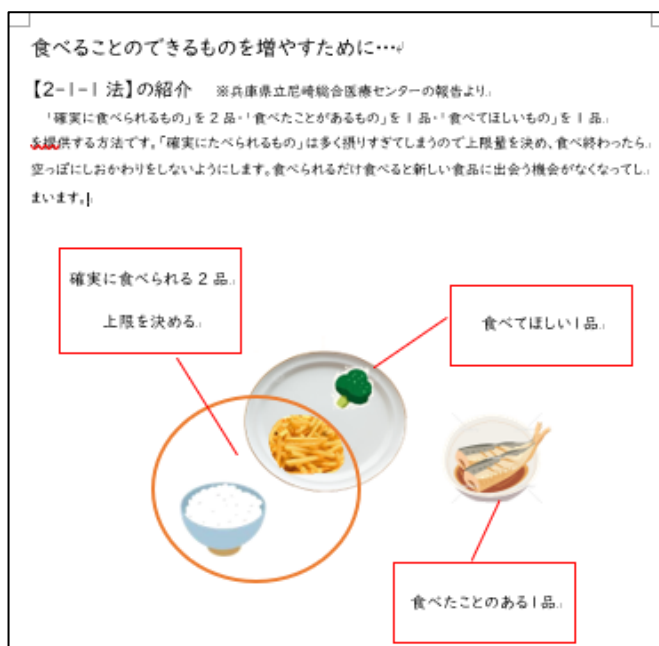 食べることのできるものを増やすために…
【2-1-1法】の紹介　※兵庫県立尼崎総合医療センターの報告より
「確実に食べられるもの」を2品・「食べたことがあるもの」を1品・「食べてほしいもの」を1品
を提供する方法です。「確実にたべられるもの」は多く摂りすぎてしまうので上限量を決め、食べ終わったら
空っぽにしおかわりをしないようにします。食べられるだけ食べると新しい食品に出会う機会がなくなってし
まいます。
確実に食べられる2品
上限を決める
食べてほしい1品
食べたことのある1品